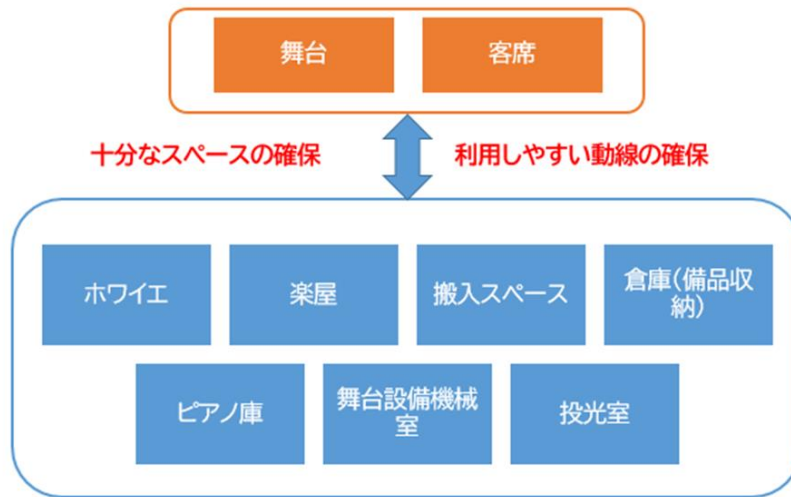 舞台
客席
十分なスペースの確保
利用しやすい動線の確保
ホワイエ
楽屋
搬入スペース
倉庫(備品収
納)
ピアノ庫
舞台設備機械
室
投光室